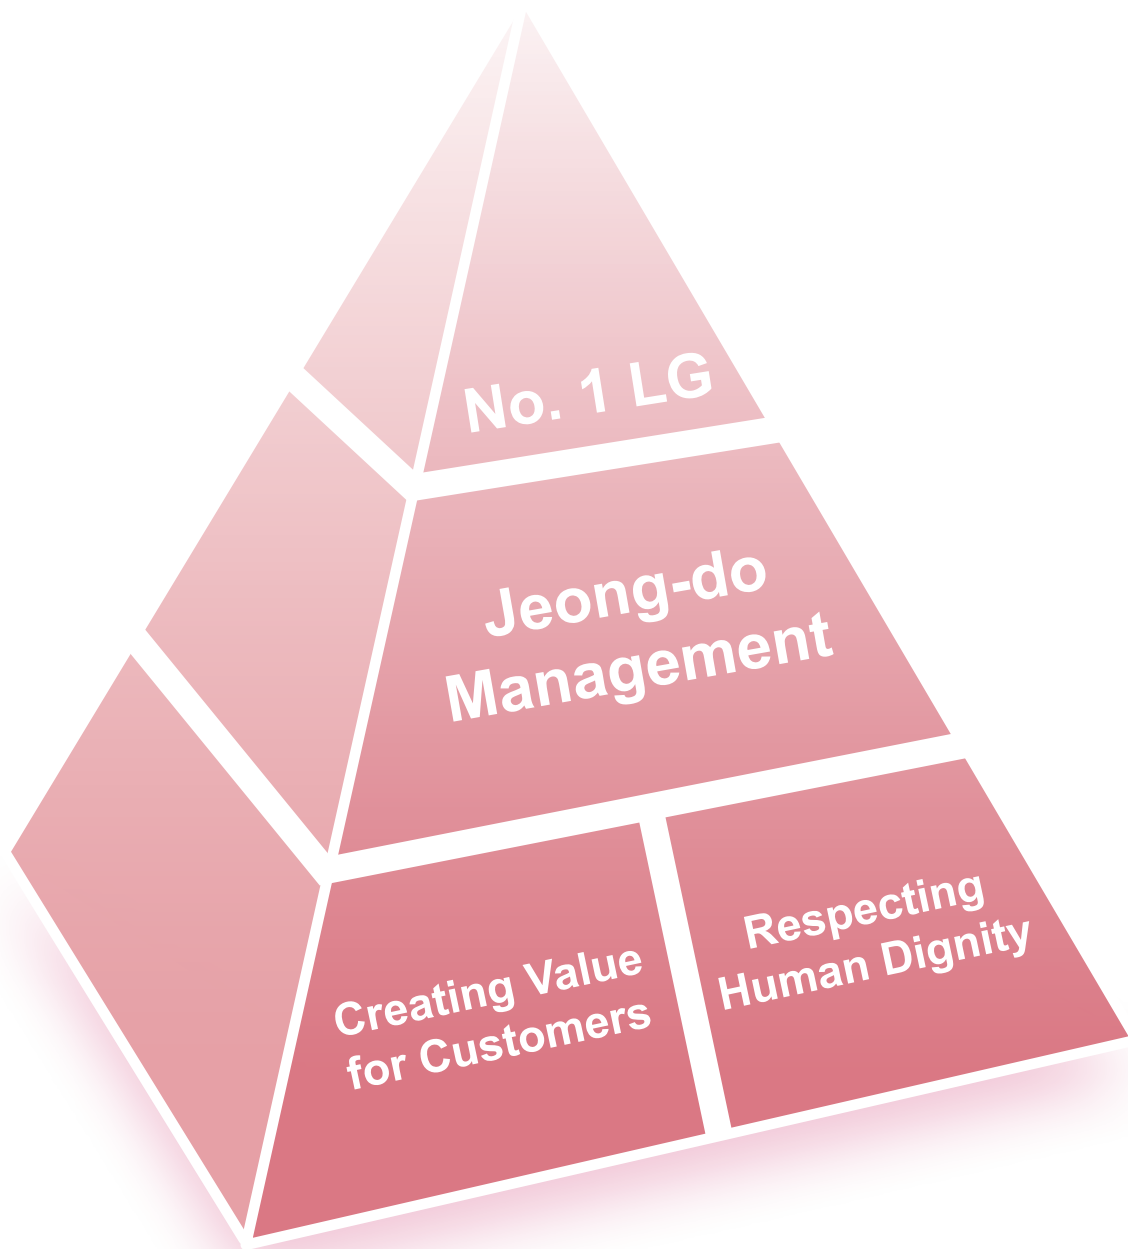 No. 1 LG
Jeong-do
Management
Creating Value
for Customers
Respecting
Human Dignity